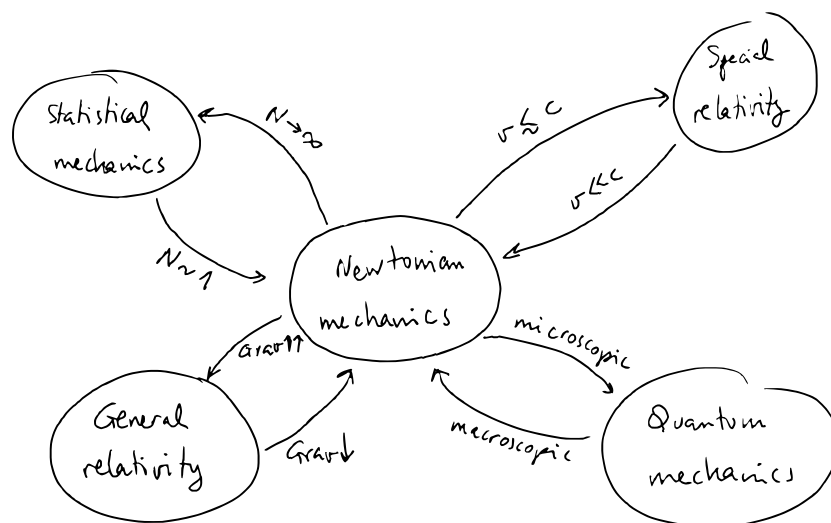 Statistical
mechanics
N→∞
v≲c
Special
relativity
v<<c
N~1
Newtonian
mechanics
Grav↑↑
microscopic
General
relativity
Grav↓
macroscopic
Quantum
mechanics